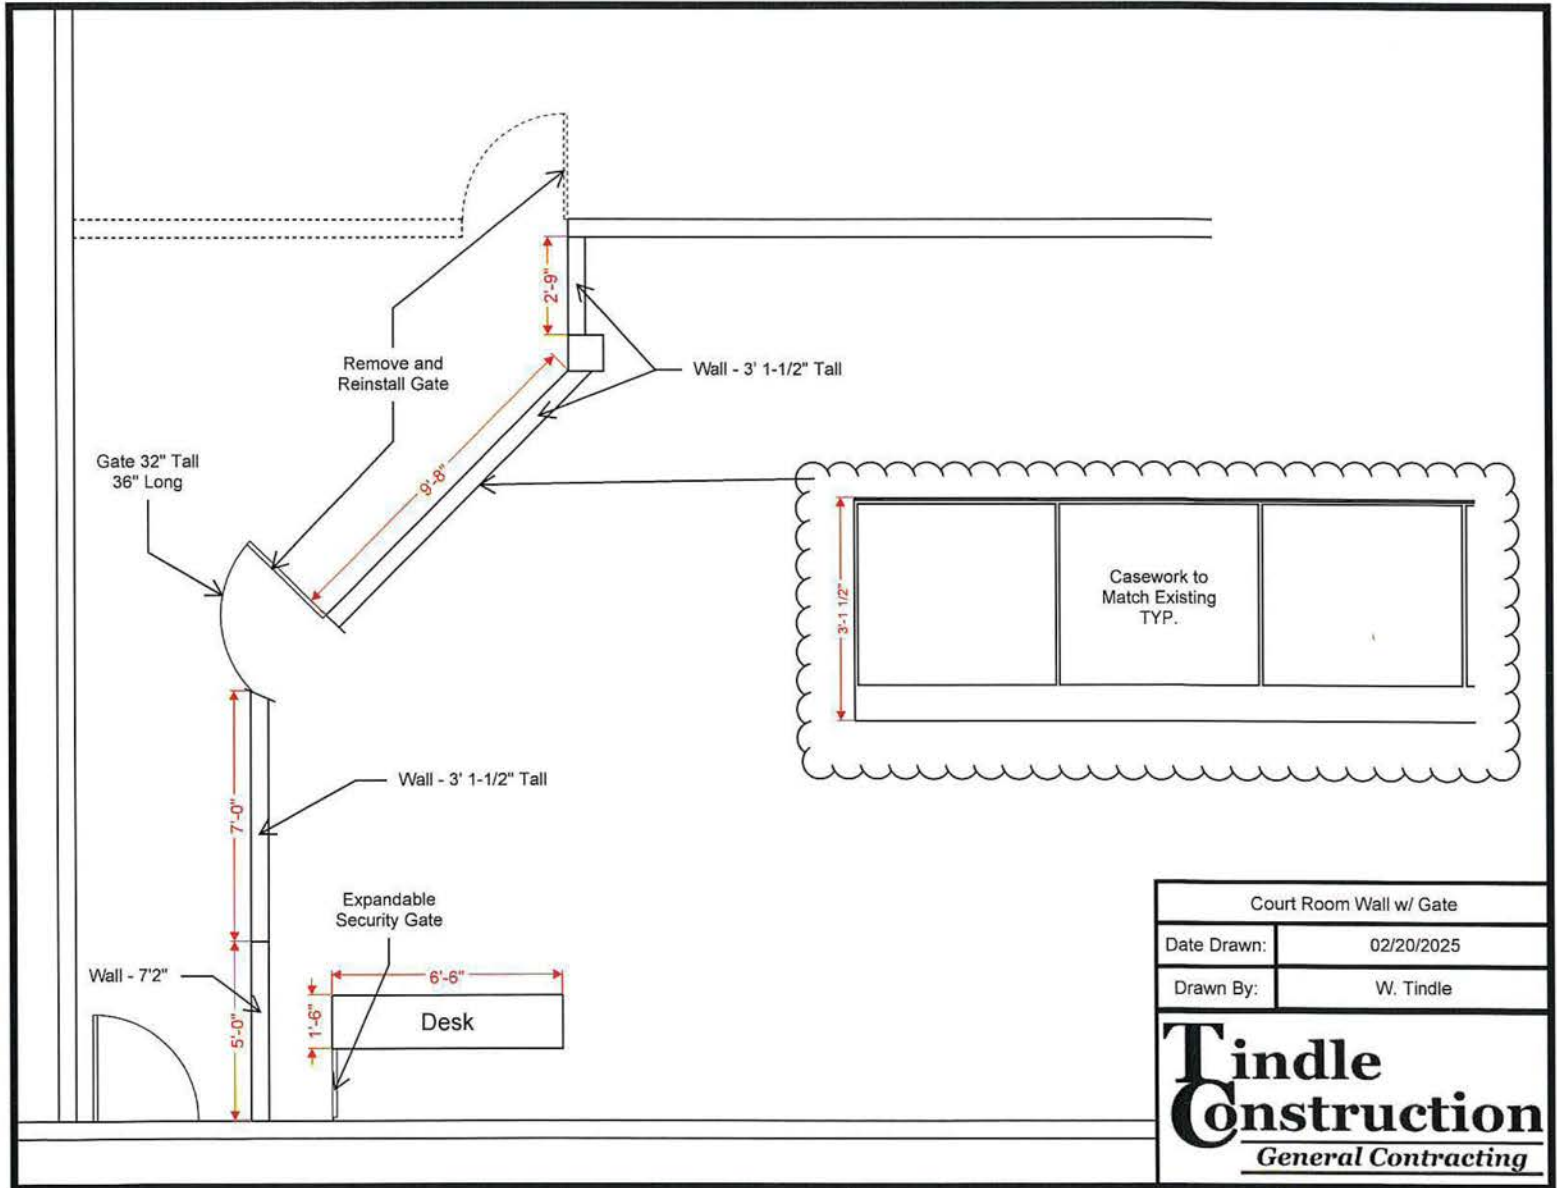 2'-9"
Remove and
Reinstall Gate
Wall - 3' 1-1/2" Tall
Gate 32" Tall
36" Long
9'-8"
3'-1 1/2"
Casework to
Match Existing
TYP.
7'-0"
Wall - 3' 1-1/2" Tall
Expandable
Security Gate
Wall - 7'2"
5'-0"
6'-6"
1'-6"
Desk
Court Room Wall w/ Gate
Date Drawn: 02/20/2025
Drawn By: W. Tindle
Tindle
Construction
General Contracting